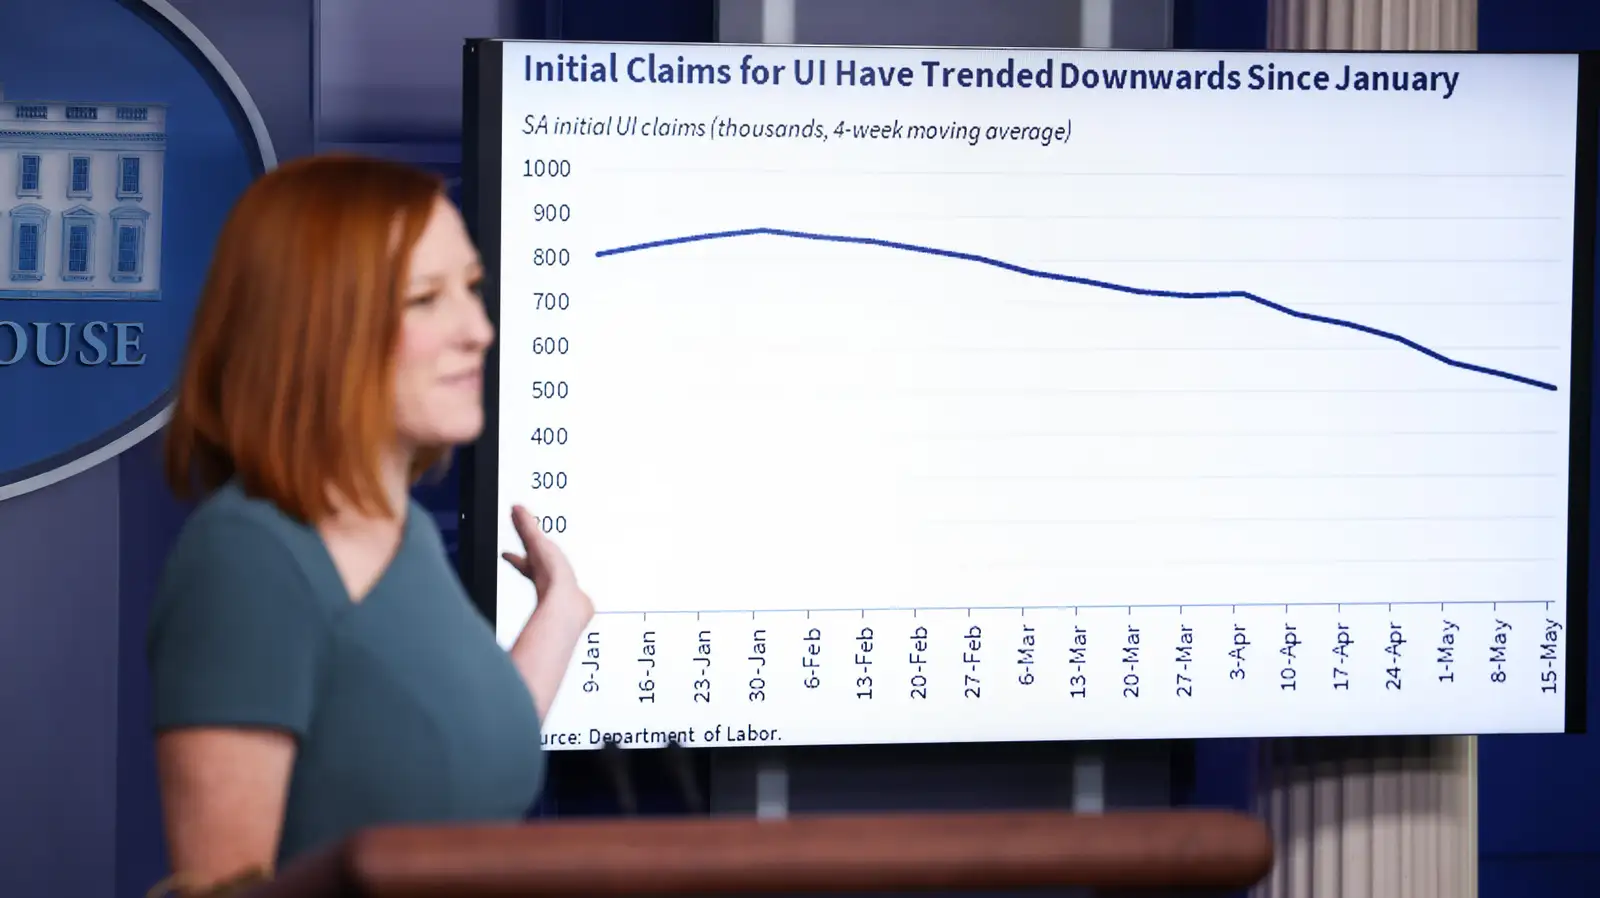 OUSE
Initial Claims for UI Have Trended Downwards Since January
SA initial UI claims (thousands, 4-week moving average)
1000
900
800
700
600
500
400
300
00
9-Jan
16-Jan
23-Jan
30-Jan
6-Feb
13-Feb
20-Feb
27-Feb
6-Mar
13-Mar
20-Mar
27-Mar
3-Apr
10-Apr
17-Apr
24-Apr
1-May
8-May
15-May
urce: Department of Labor.